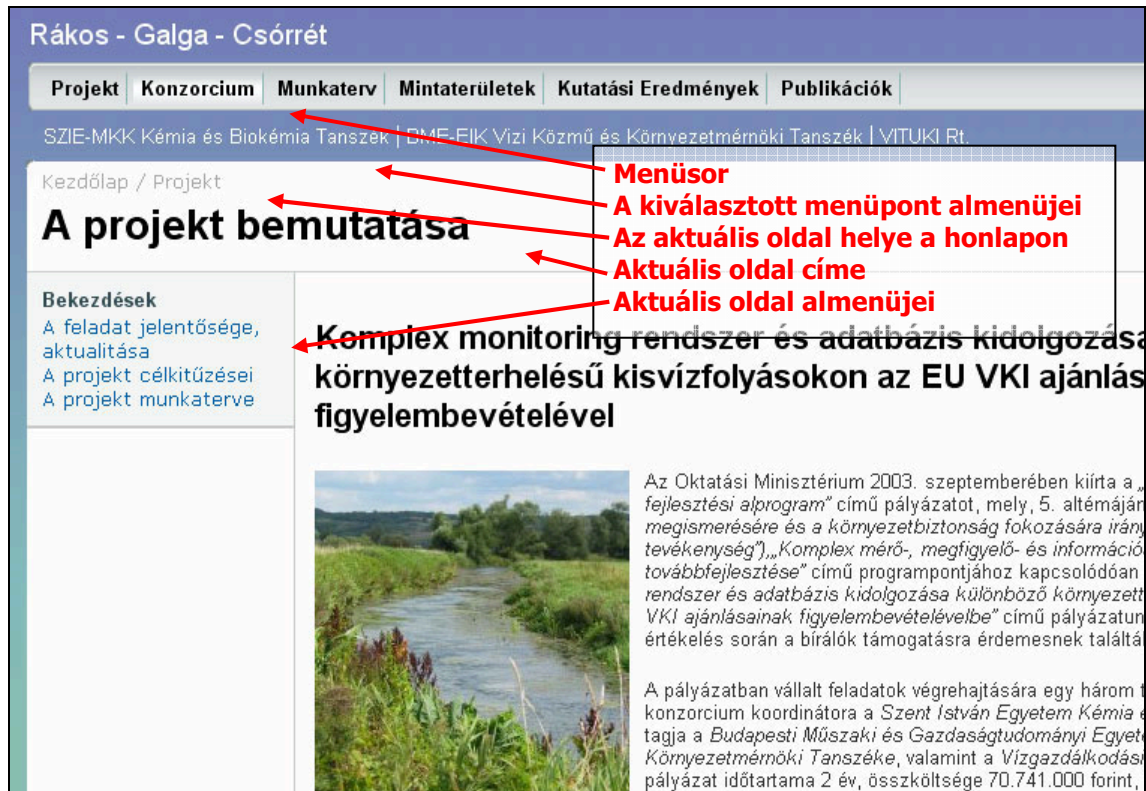 Rákos - Galga - Csórrét
Projekt Konzorcium Munkaterv Mintaterületek Kutatási Eredmények Publikációk
SZIE-MKK Kémia és Biokémia Tanszék | BME-EIK Vizi Közmű és Környezetmérnöki Tanszék | VITUKI Rt.
Kezdőlap / Projekt
A projekt bemutatása
Menüsor
A kiválasztott menüpont almenüjei
Az aktuális oldal helye a honlapon
Aktuális oldal címe
Aktuális oldal almenüjei
Bekezdések
A feladat jelentősége,
aktualitása
A projekt célkitűzései
A projekt munkaterve
Komplex monitoring rendszer és adatbázis kidolgozása
környezetterhelésű kisvízfolyásokon az EU VKI ajánlás
figyelembevételével
Az Oktatási Minisztérium 2003. szeptemberében kiírta a „
fejlesztési alprogram” című pályázatot, mely, 5. altémáján
megismerésére és a környezetbiztonság fokozására irány
tevékenység”),„Komplex mérő-, megfigyelő- és információ
továbbfejlesztése” című programpontjához kapcsolódóan
rendszer és adatbázis kidolgozása különböző környezett
VKI ajánlásainak figyelembevételévelbe” című pályázatun
értékelés során a bírálók támogatásra érdemesnek találtá
A pályázatban vállalt feladatok végrehajtására egy három t
konzorcium koordinátora a Szent István Egyetem Kémia é
tagja a Budapesti Műszaki és Gazdaságtudományi Egyete
Környezetmérnöki Tanszéke, valamint a Vízgazdálkodási
pályázat időtartama 2 év, összköltsége 70.741.000 forint,